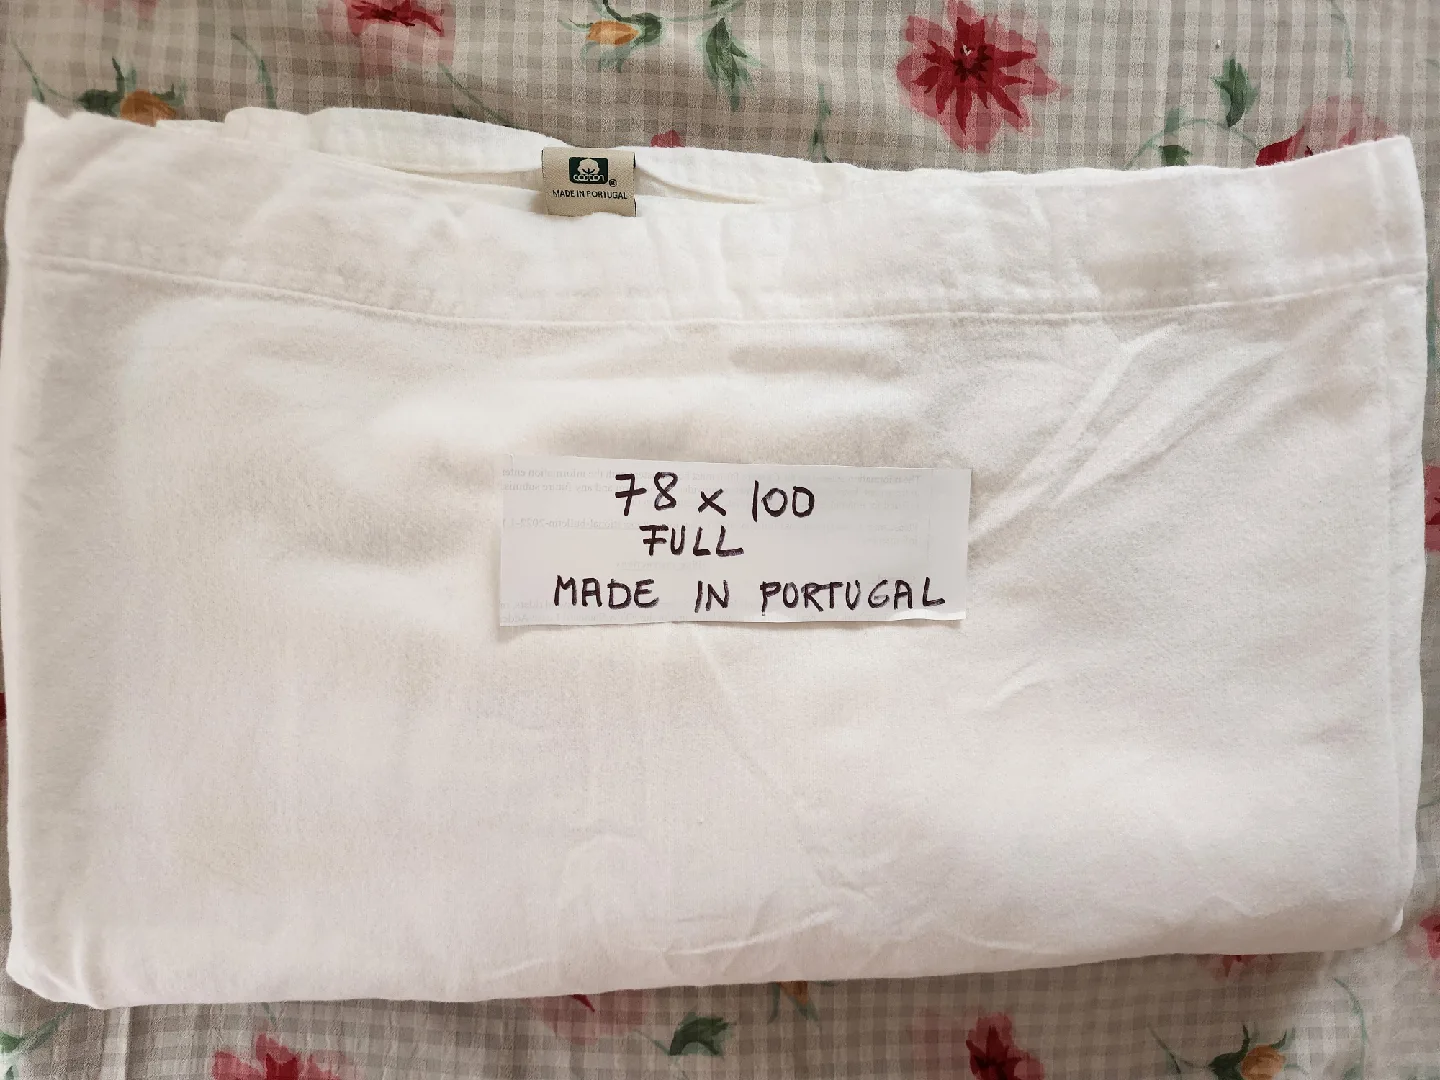 cotton ®
MADE IN PORTUGAL
78 x 100
FULL
MADE IN PORTUGAL